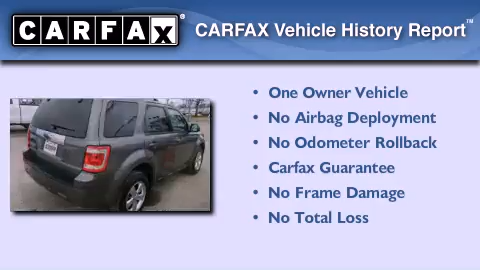 CARFAX®
CARFAX Vehicle History Report™
• One Owner Vehicle
• No Airbag Deployment
• No Odometer Rollback
• Carfax Guarantee
• No Frame Damage
• No Total Loss